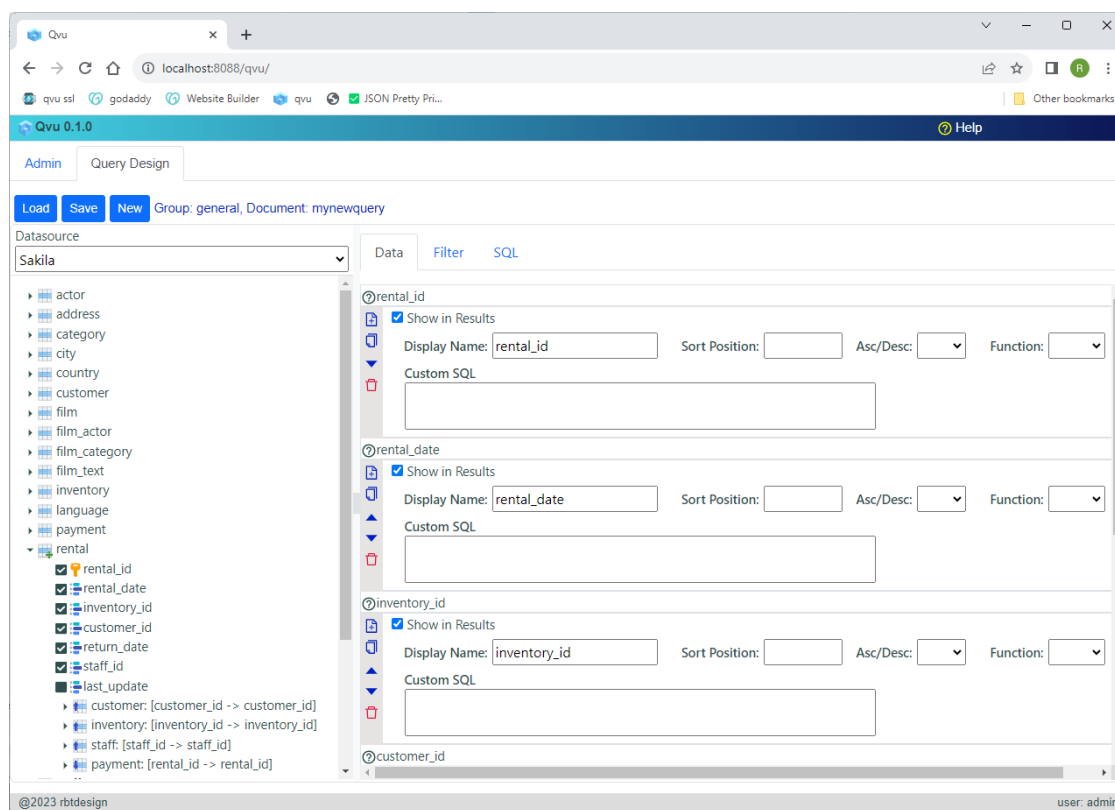 Qvu
localhost:8088/qvu/
R
qvu ssl godaddy Website Builder qvu JSON Pretty Pri... Other bookmarks
Qvu 0.1.0 Help
Admin Query Design
Load Save New Group: general, Document: mynewquery
Datasource
Sakila
actor
address
category
city
country
customer
film
film_actor
film_category
film_text
inventory
language
payment
rental
rental_id
rental_date
inventory_id
customer_id
return_date
staff_id
last_update
customer: [customer_id -> customer_id]
inventory: [inventory_id -> inventory_id]
staff: [staff_id -> staff_id]
payment: [rental_id -> rental_id]
Data Filter SQL
rental_id
Show in Results
Display Name: rental_id Sort Position: Asc/Desc: Function:
Custom SQL
rental_date
Show in Results
Display Name: rental_date Sort Position: Asc/Desc: Function:
Custom SQL
inventory_id
Show in Results
Display Name: inventory_id Sort Position: Asc/Desc: Function:
Custom SQL
customer_id
@2023 rbtdesign user: admin